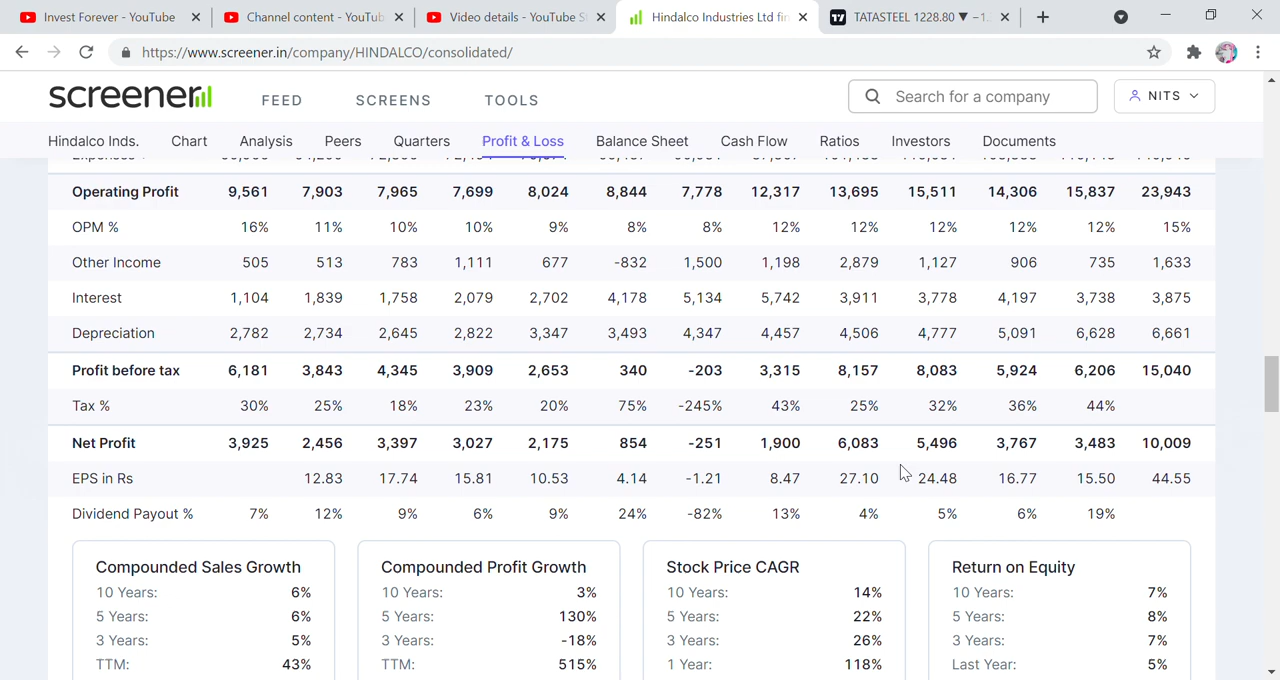 Invest Forever - YouTube
Channel content - YouTub
Video details - YouTube S
Hindalco Industries Ltd fin
TATASTEEL 1228.80 ▼ −1.
https://www.screener.in/company/HINDALCO/consolidated/
screener
FEED SCREENS TOOLS
Search for a company
NITS
Hindalco Inds. Chart Analysis Peers Quarters Profit & Loss Balance Sheet Cash Flow Ratios Investors Documents
Operating Profit 9,561 7,903 7,965 7,699 8,024 8,844 7,778 12,317 13,695 15,511 14,306 15,837 23,943
OPM % 16% 11% 10% 10% 9% 8% 8% 12% 12% 12% 12% 12% 15%
Other Income 505 513 783 1,111 677 -832 1,500 1,198 2,879 1,127 906 735 1,633
Interest 1,104 1,839 1,758 2,079 2,702 4,178 5,134 5,742 3,911 3,778 4,197 3,738 3,875
Depreciation 2,782 2,734 2,645 2,822 3,347 3,493 4,347 4,457 4,506 4,777 5,091 6,628 6,661
Profit before tax 6,181 3,843 4,345 3,909 2,653 340 -203 3,315 8,157 8,083 5,924 6,206 15,040
Tax % 30% 25% 18% 23% 20% 75% -245% 43% 25% 32% 36% 44%
Net Profit 3,925 2,456 3,397 3,027 2,175 854 -251 1,900 6,083 5,496 3,767 3,483 10,009
EPS in Rs 12.83 17.74 15.81 10.53 4.14 -1.21 8.47 27.10 24.48 16.77 15.50 44.55
Dividend Payout % 7% 12% 9% 6% 9% 24% -82% 13% 4% 5% 6% 19%
Compounded Sales Growth
10 Years: 6%
5 Years: 6%
3 Years: 5%
TTM: 43%
Compounded Profit Growth
10 Years: 3%
5 Years: 130%
3 Years: -18%
TTM: 515%
Stock Price CAGR
10 Years: 14%
5 Years: 22%
3 Years: 26%
1 Year: 118%
Return on Equity
10 Years: 7%
5 Years: 8%
3 Years: 7%
Last Year: 5%